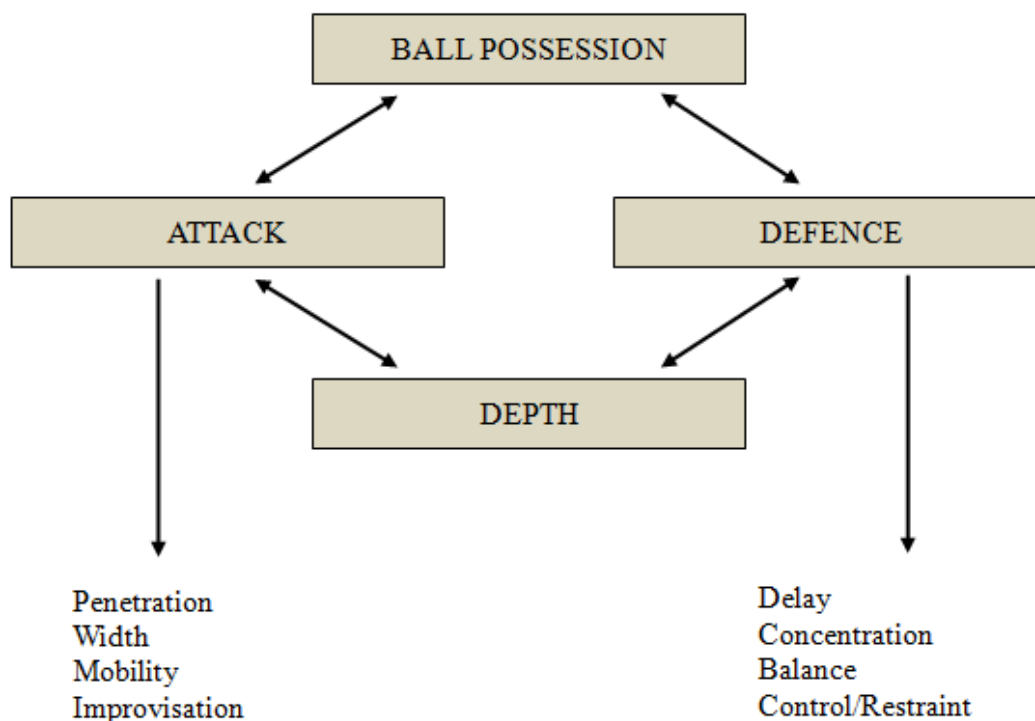 BALL POSSESSION
ATTACK
DEFENCE
DEPTH
Penetration
Width
Mobility
Improvisation
Delay
Concentration
Balance
Control/Restraint